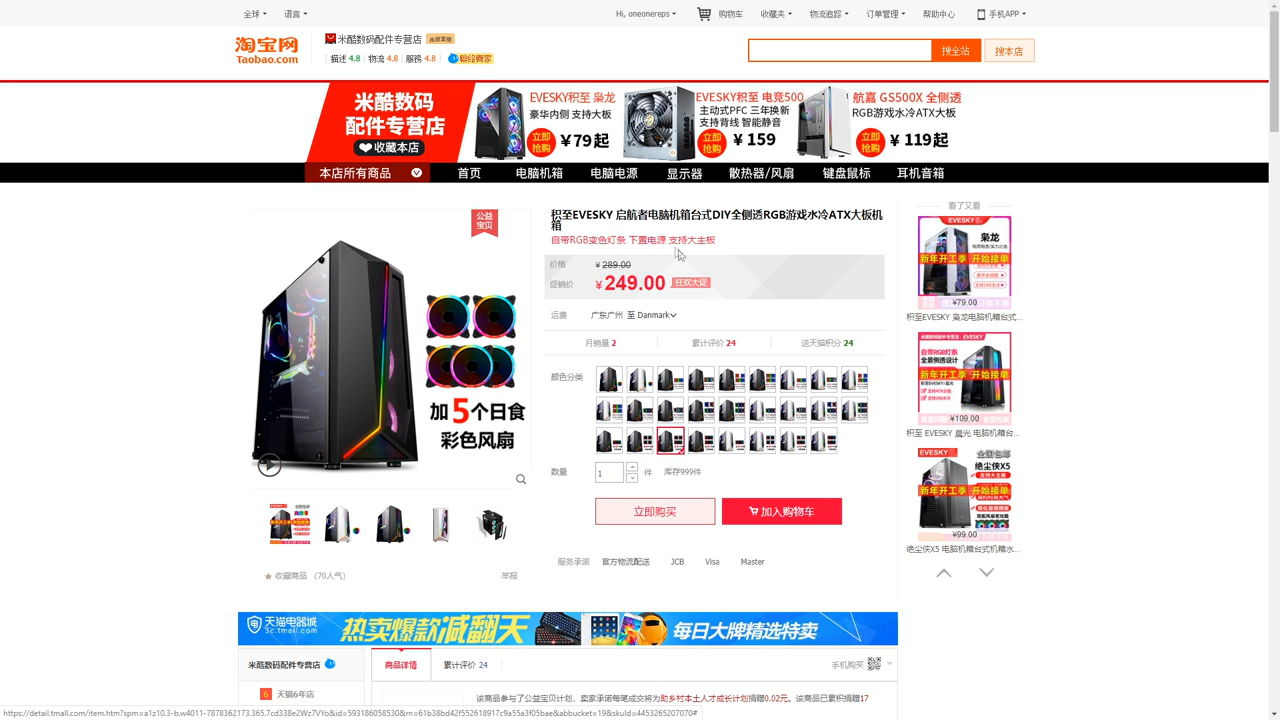 全球
语言
Hi, oneonereps
购物车
收藏夹
物流追踪
订单管理
帮助中心
手机APP
淘宝网
Taobao.com
米酷数码配件专营店
品牌直销
描述 4.8
物流 4.8
服務 4.8
聯絡賣家
搜全站
搜本店
米酷数码
配件专营店
收藏本店
EVESKY积至 枭龙
豪华内侧 支持大板
立即
抢购
¥79起
EVESKY积至 电竞500
主动式PFC 三年换新
支持背线 智能静音
立即
抢购
¥ 159
航嘉 GS500X 全侧透
RGB游戏水冷ATX大板
立即
抢购
¥ 119起
本店所有商品
首页
电脑机箱
电脑电源
显示器
散热器/风扇
键盘鼠标
耳机音箱
公益
宝贝
加5个日食
彩色风扇
收藏商品 (70人气)
举报
积至EVESKY 启航者电脑机箱台式DIY全侧透RGB游戏水冷ATX大板机
箱
自带RGB变色灯条 下置电源 支持大主板
价格
¥ 289.00
促销价
¥ 249.00 狂欢大促
运费
广东广州 至 Danmark
月销量 2
累计评价 24
送天猫积分 24
颜色分类
数量
1
件
库存999件
立即购买
加入购物车
服务承诺
官方物流配送
JCB
Visa
Master
看了又看
EVESKY
枭龙
新年开工季 开始接单
¥79.00
积至EVESKY 枭龙电脑机箱台式...
自带RGB灯条
全景侧透设计
新年开工季 开始接单
¥109.00
积至 EVESKY 晨光 电脑机箱台...
全国包邮
绝尘侠X5
新年开工季 开始接单
¥99.00
绝尘侠X5 电脑机箱台式机箱水...
天猫电器城
3c.tmall.com
热卖爆款减翻天
每日大牌精选特卖
米酷数码配件专营店
6
天猫6年店
商品详情
累计评价 24
手机购买
该商品参与了公益宝贝计划，卖家承诺每笔成交将为助乡村本土人才成长计划捐赠0.02元。该商品已累积捐赠17
https://detail.tmall.com/item.htm?spm=a1z10.3-b.w4011-7878362173.365.7cd338e2Wz7VYo&id=593186058530&rn=61b38bd42f552618917c9a55a3f05bae&abbucket=19&skuId=4453265207070#